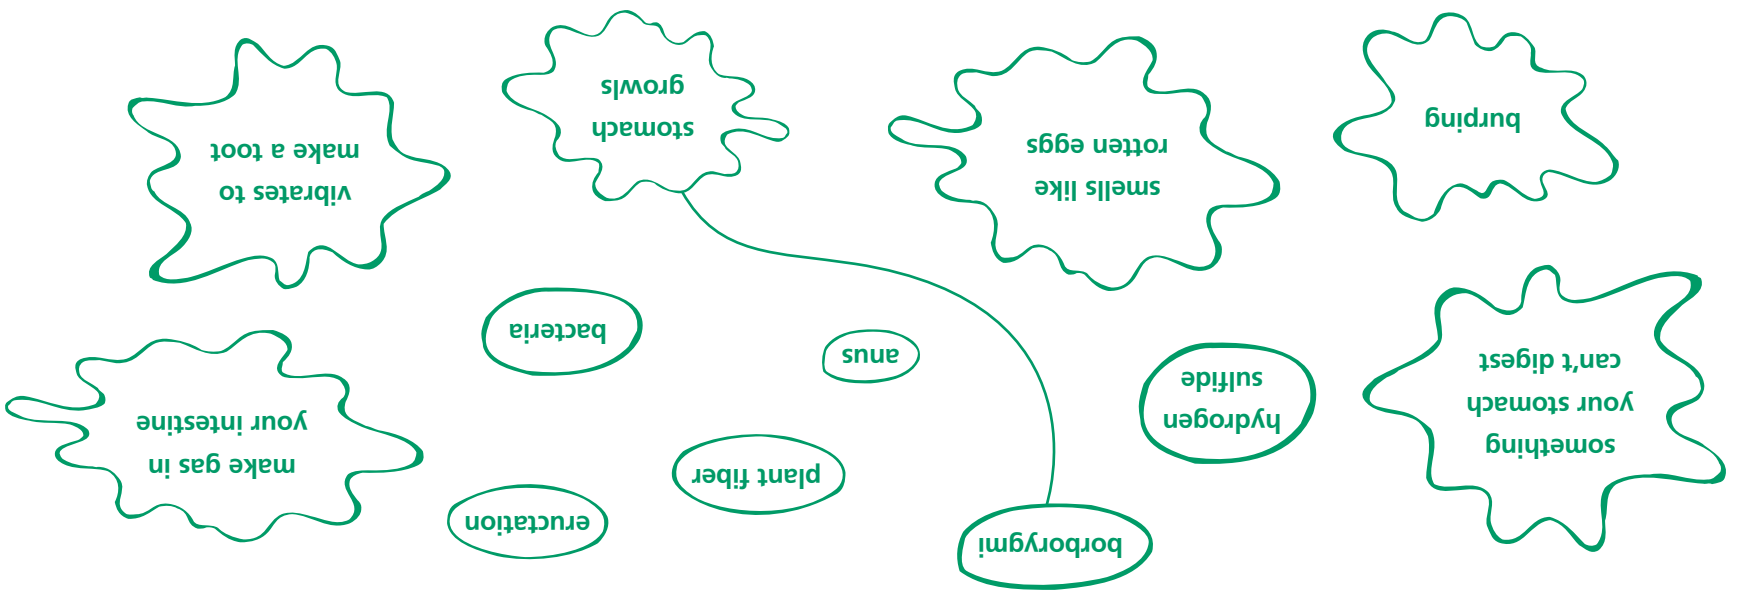 borborygmi
eructation
plant fiber
something
your stomach
can't digest
hydrogen
sulfide
make gas in
your intestine
anus
bacteria
burping
smells like
rotten eggs
stomach
growls
vibrates to
make a toot